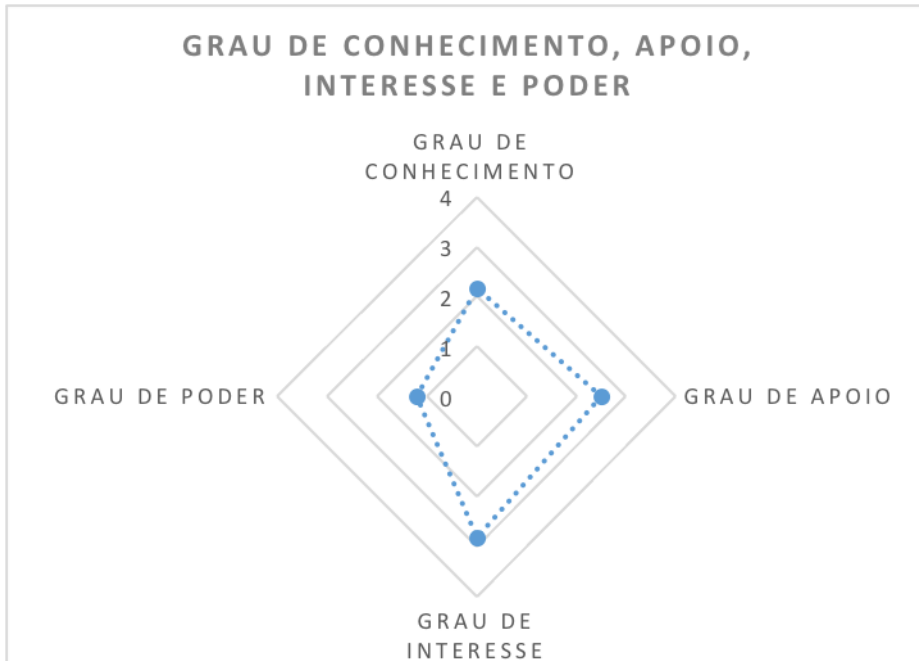 GRAU DE CONHECIMENTO, APOIO,
INTERESSE E PODER
GRAU DE
CONHECIMENTO
4
3
2
1
0
GRAU DE PODER
GRAU DE APOIO
GRAU DE
INTERESSE